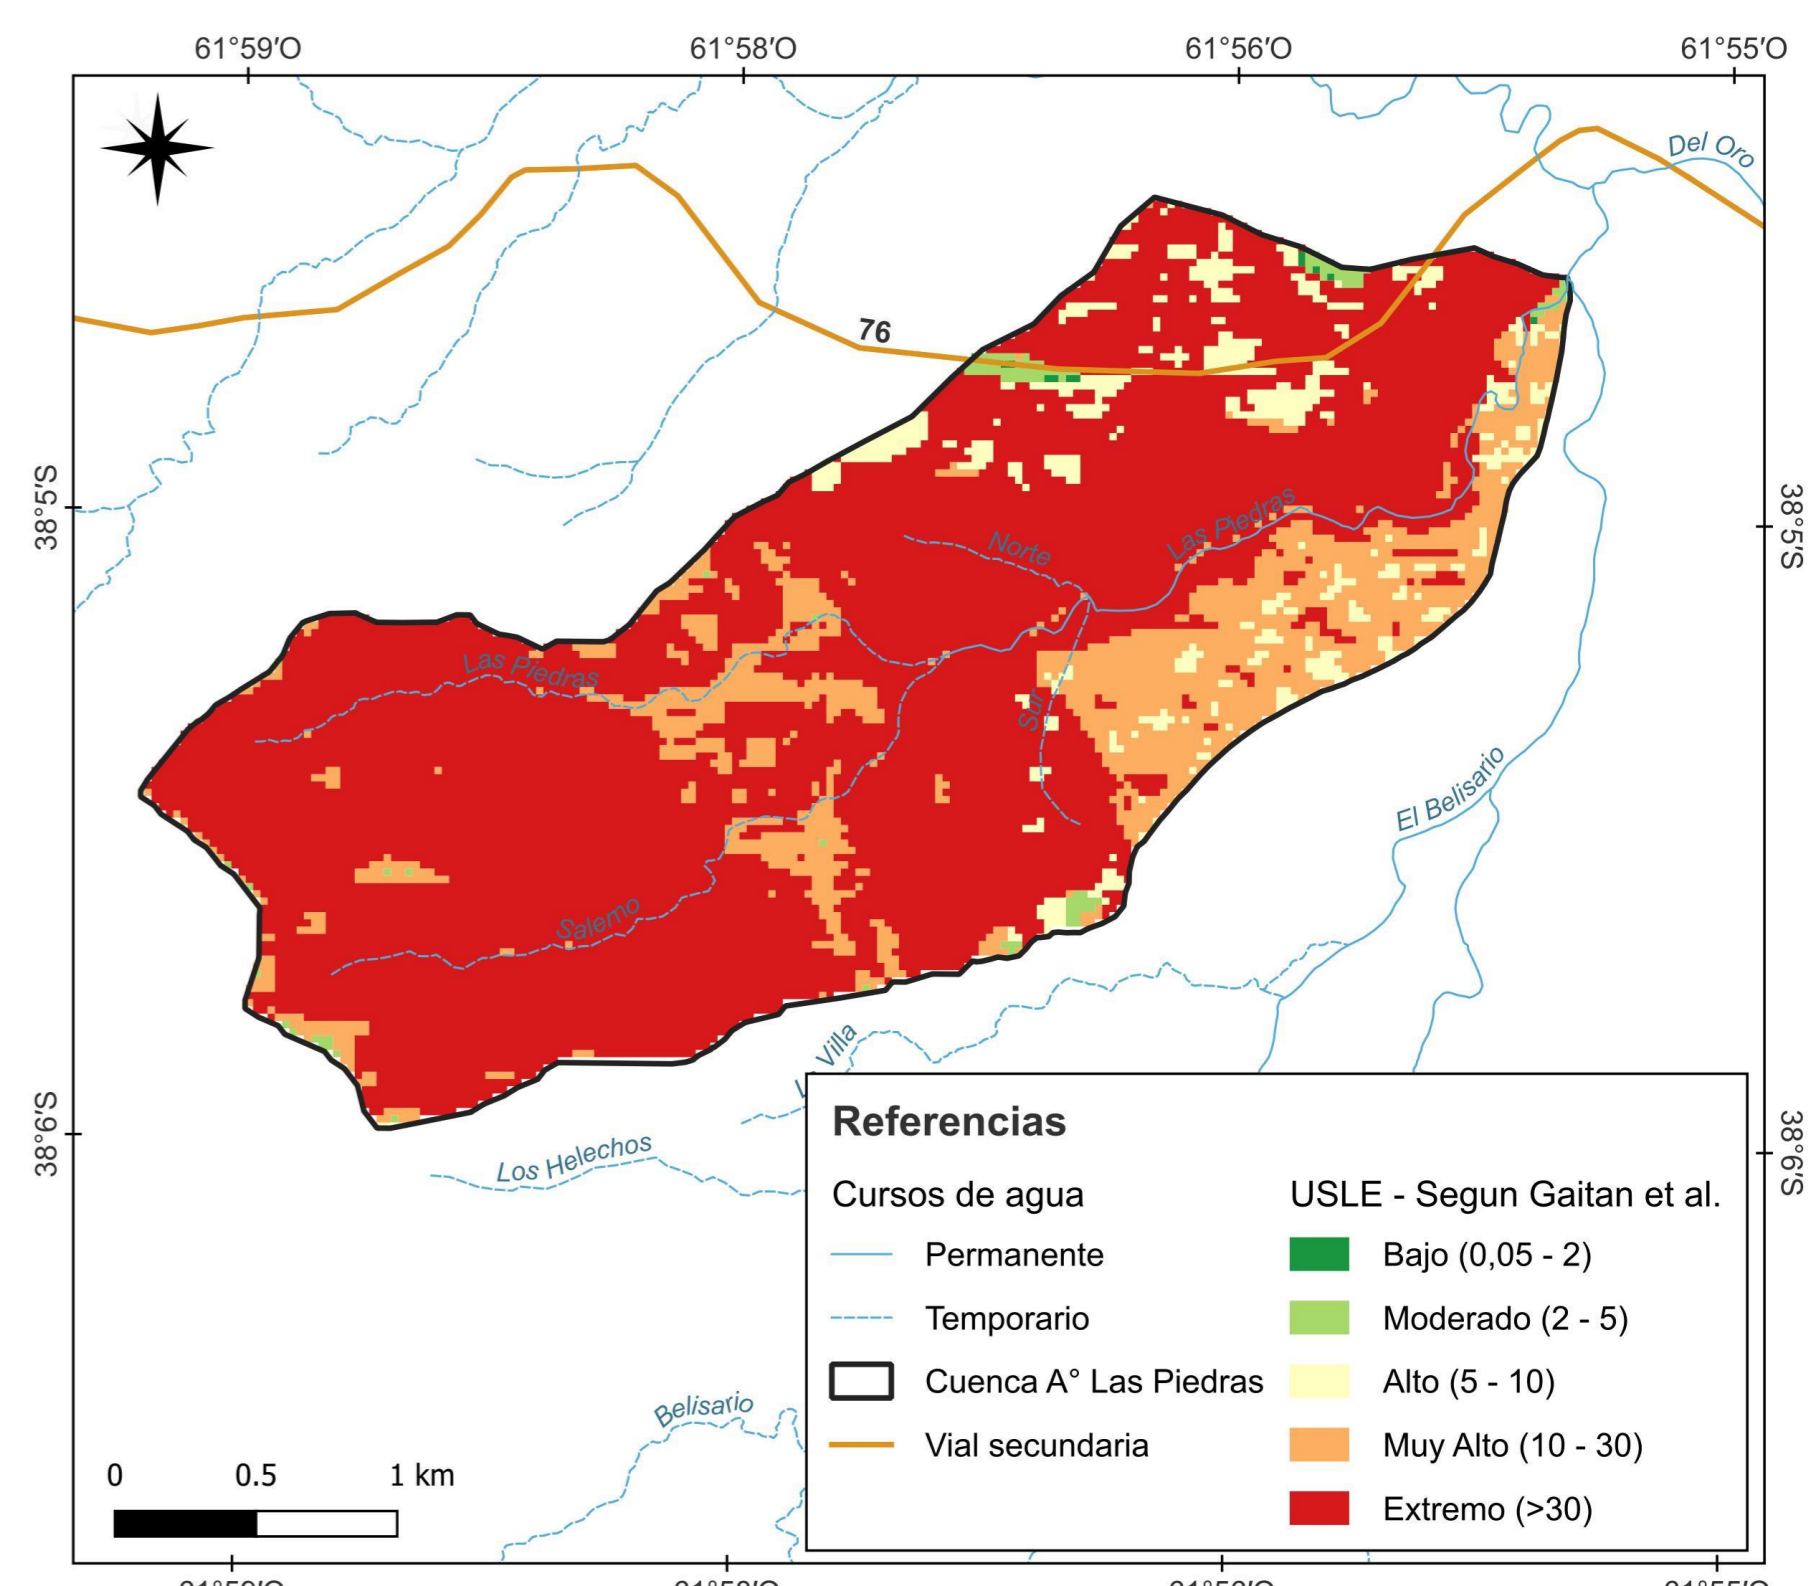 61°59'O 61°58'O 61°56'O 61°55'O
Del Oro
76
38°5'S
38°5'S
Las Piedras
Norte
Las Piedras
Sur
El Belisario
Salerno
Villa
38°6'S
38°6'S
Los Helechos
Referencias
Cursos de agua
Permanente
Temporario
Cuenca A° Las Piedras
Vial secundaria
USLE - Segun Gaitan et al.
Bajo (0,05 - 2)
Moderado (2 - 5)
Alto (5 - 10)
Muy Alto (10 - 30)
Extremo (>30)
Belisario
0 0.5 1 km